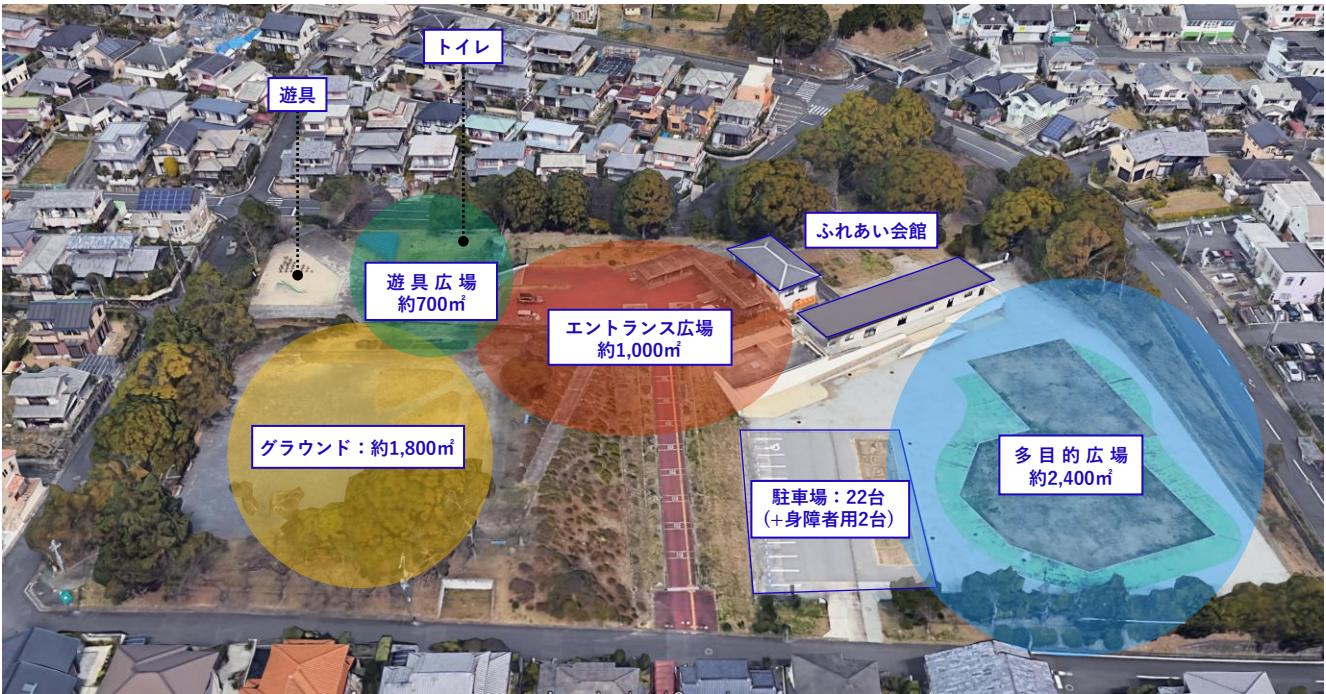 トイレ
遊具
ふれあい会館
遊 具 広 場
約700㎡
エントランス広場
約1,000㎡
グラウンド：約1,800㎡
多 目 的 広 場
約2,400㎡
駐車場：22台
(+身障者用2台)